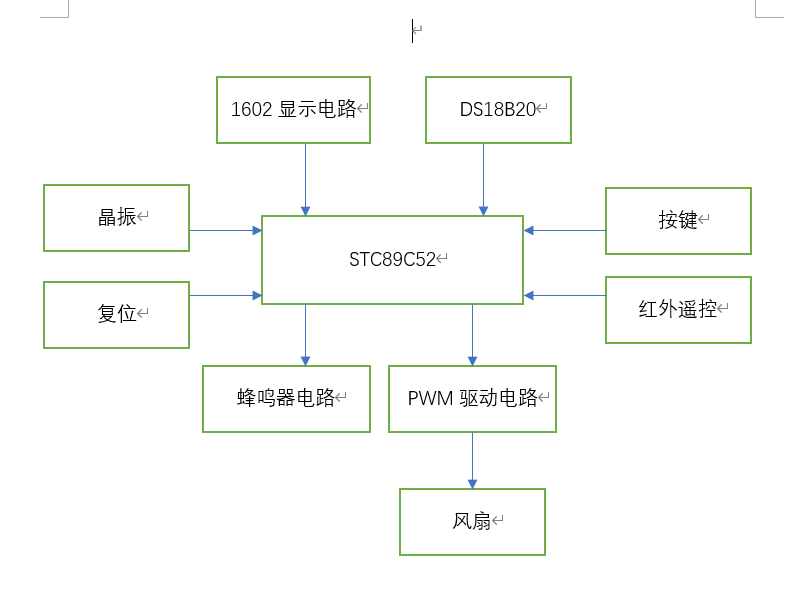 1602 显示电路
DS18B20
晶振
按键
STC89C52
复位
红外遥控
蜂鸣器电路
PWM 驱动电路
风扇